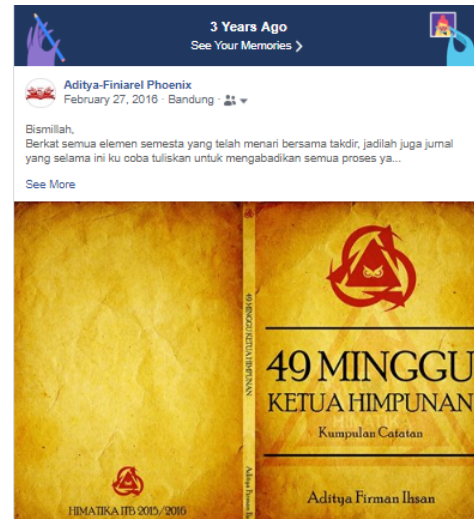 3 Years Ago
See Your Memories
Aditya-Finiarel Phoenix
February 27, 2016 · Bandung ·
Bismillah,
Berkat semua elemen semesta yang telah menari bersama takdir, jadilah juga jurnal
yang selama ini ku coba tuliskan untuk mengabadikan semua proses ya...
See More
49 MINGGU KETUA HIMPUNAN
Aditya Firman
HIMATIKA ITB 2015/2016
49 MINGGU
KETUA HIMPUNAN
Kumpulan Catatan
Aditya Firman Ihsan